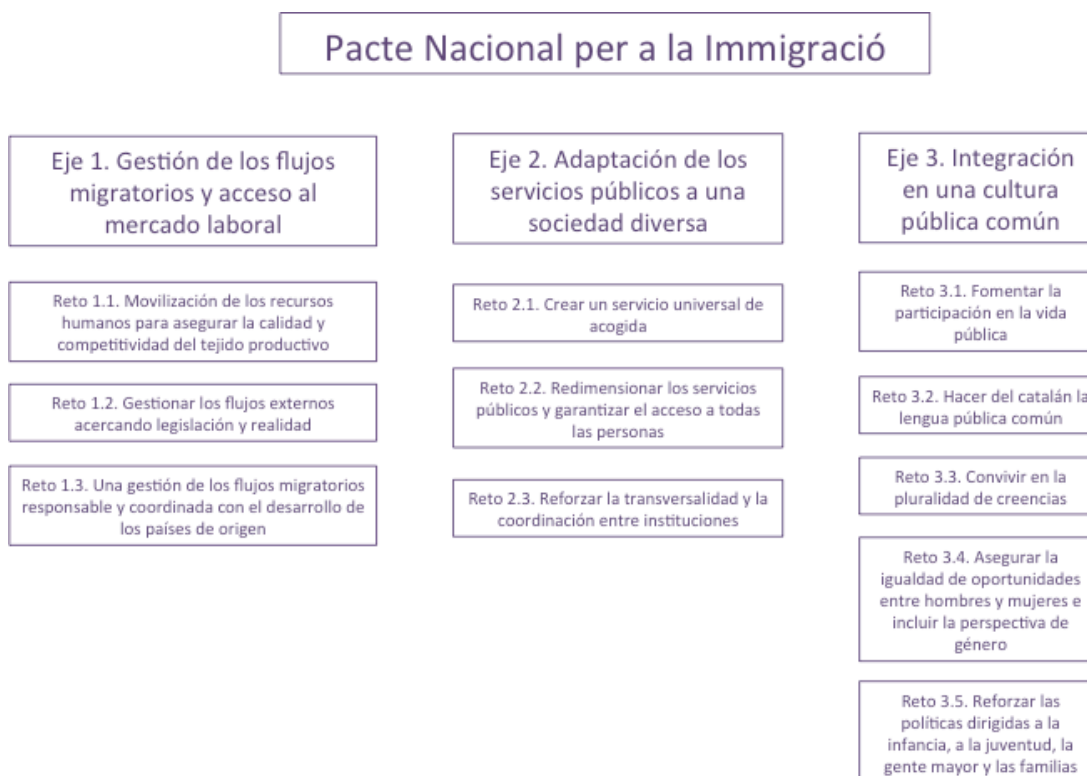 Pacte Nacional per a la Immigració
Eje 1. Gestión de los flujos
migratorios y acceso al
mercado laboral
Reto 1.1. Movilización de los recursos
humanos para asegurar la calidad y
competitividad del tejido productivo
Reto 1.2. Gestionar los flujos externos
acercando legislación y realidad
Reto 1.3. Una gestión de los flujos migratorios
responsable y coordinada con el desarrollo de
los países de origen
Eje 2. Adaptación de los
servicios públicos a una
sociedad diversa
Reto 2.1. Crear un servicio universal de
acogida
Reto 2.2. Redimensionar los servicios
públicos y garantizar el acceso a todas
las personas
Reto 2.3. Reforzar la transversalidad y la
coordinación entre instituciones
Eje 3. Integración
en una cultura
pública común
Reto 3.1. Fomentar la
participación en la vida
pública
Reto 3.2. Hacer del catalán la
lengua pública común
Reto 3.3. Convivir en la
pluralidad de creencias
Reto 3.4. Asegurar la
igualdad de oportunidades
entre hombres y mujeres e
incluir la perspectiva de
género
Reto 3.5. Reforzar las
políticas dirigidas a la
infancia, a la juventud, la
gente mayor y las familias